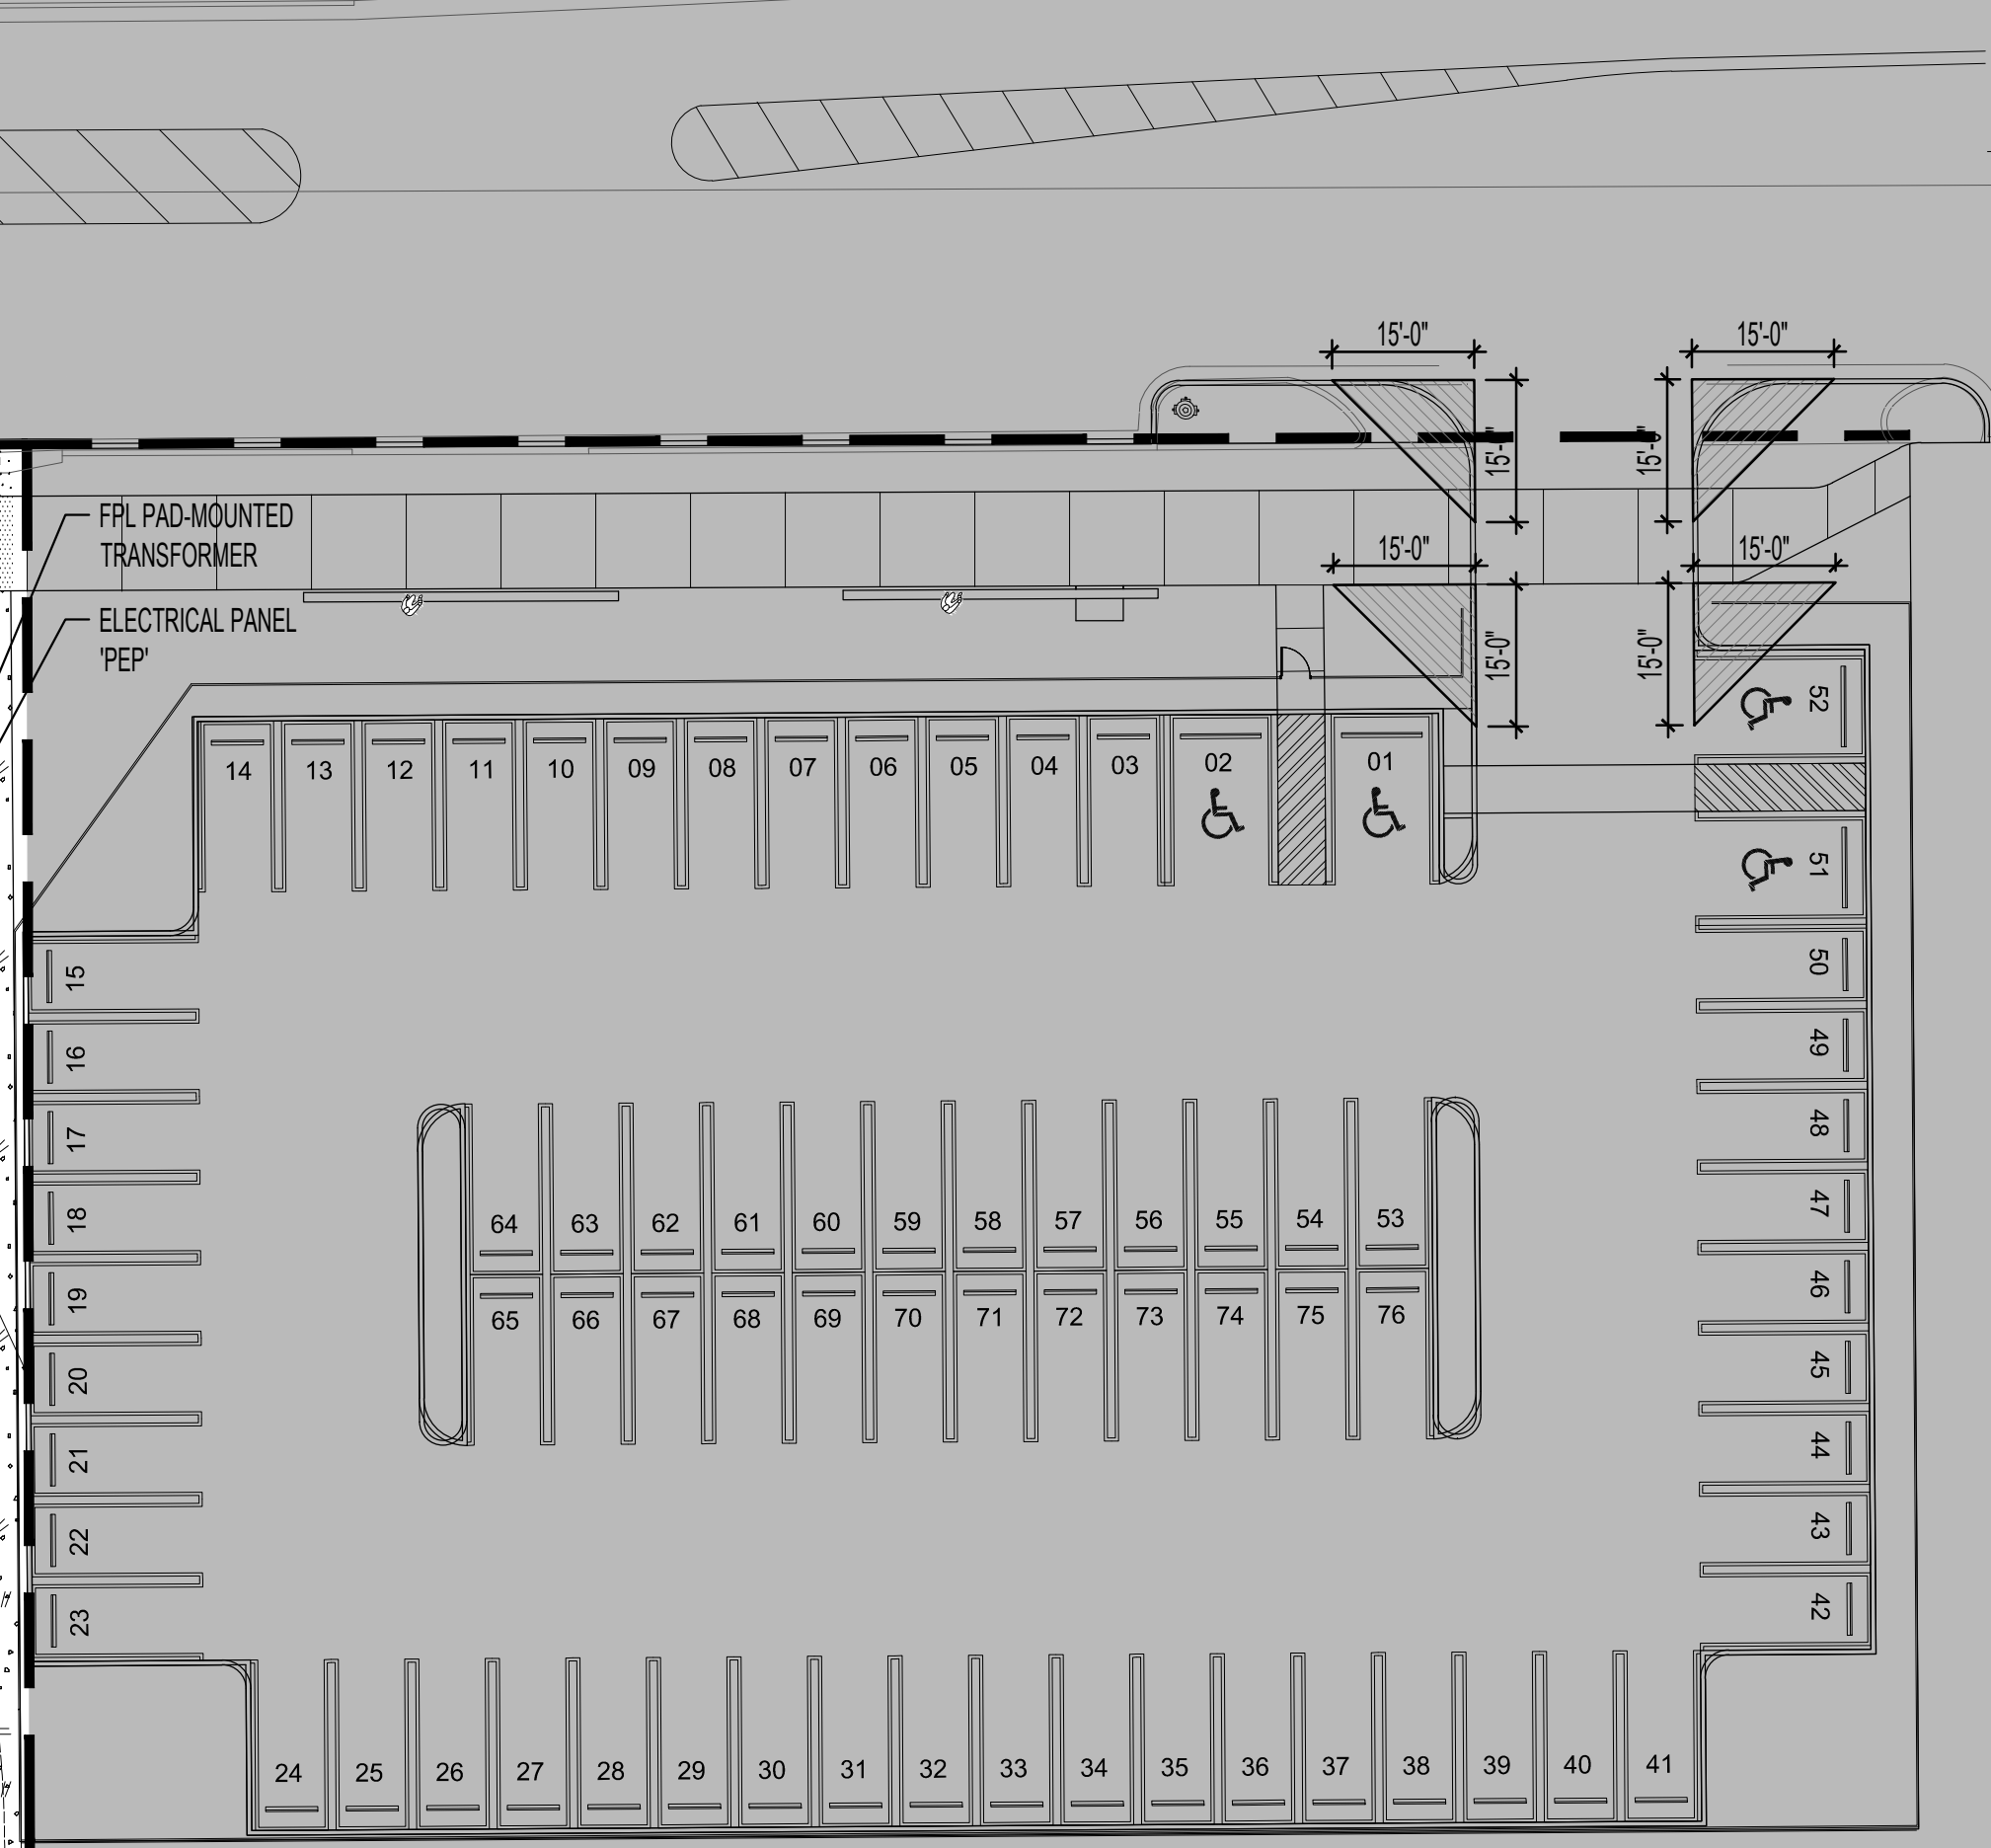 15'-0" 15'-0"
15'-0" 15'-0"
FPL PAD-MOUNTED
TRANSFORMER
15'-0" 15'-0"
ELECTRICAL PANEL
'PEP'
15'-0" 15'-0"
52
14 13 12 11 10 09 08 07 06 05 04 03 02 01
51
15 50
16 49
17 48
18 47
64 63 62 61 60 59 58 57 56 55 54 53
19 46
65 66 67 68 69 70 71 72 73 74 75 76
20 45
21 44
22 43
23 42
24 25 26 27 28 29 30 31 32 33 34 35 36 37 38 39 40 41